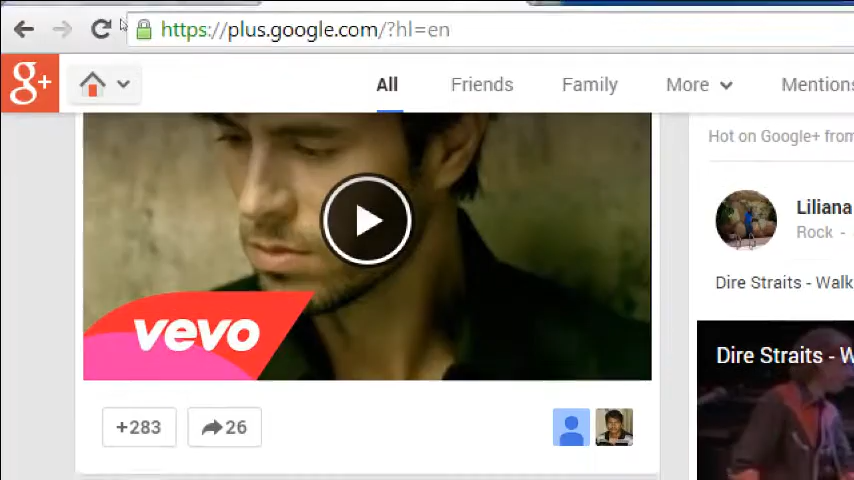 https://plus.google.com/?hl=en
g+
All Friends Family More Mentions
Hot on Google+ from
Liliana
Rock -
Dire Straits - Walk
Dire Straits - W
vevo
+283 26